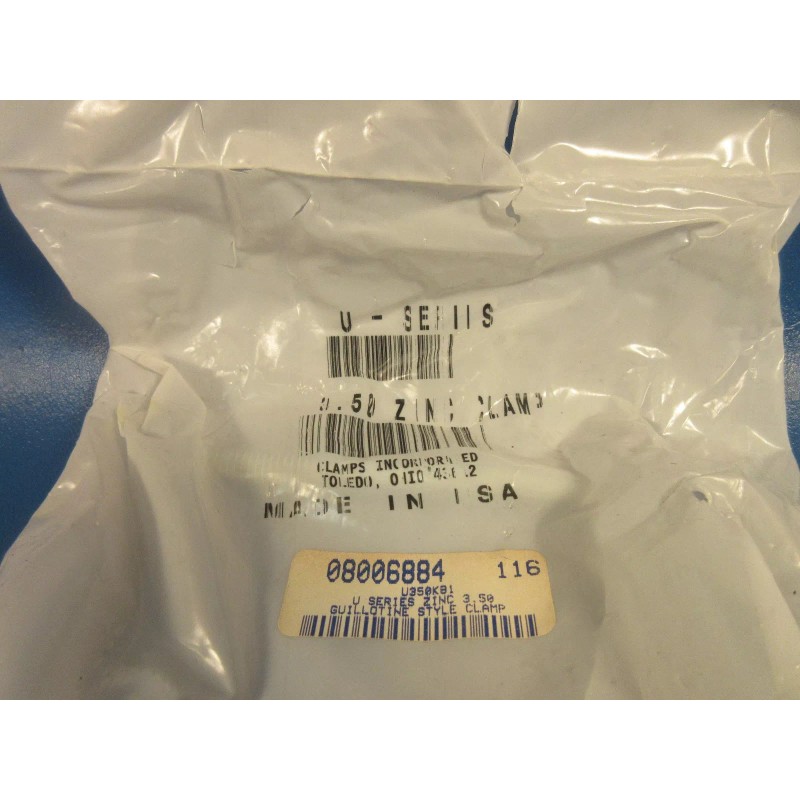 U - SERIES
3.50 ZINC CLAMP
CLAMPS INCORPORATED
TOLEDO, OHIO
MADE IN USA
08006884 116
U350KB1
U SERIES ZINC 3.50
GUILLOTINE STYLE CLAMP